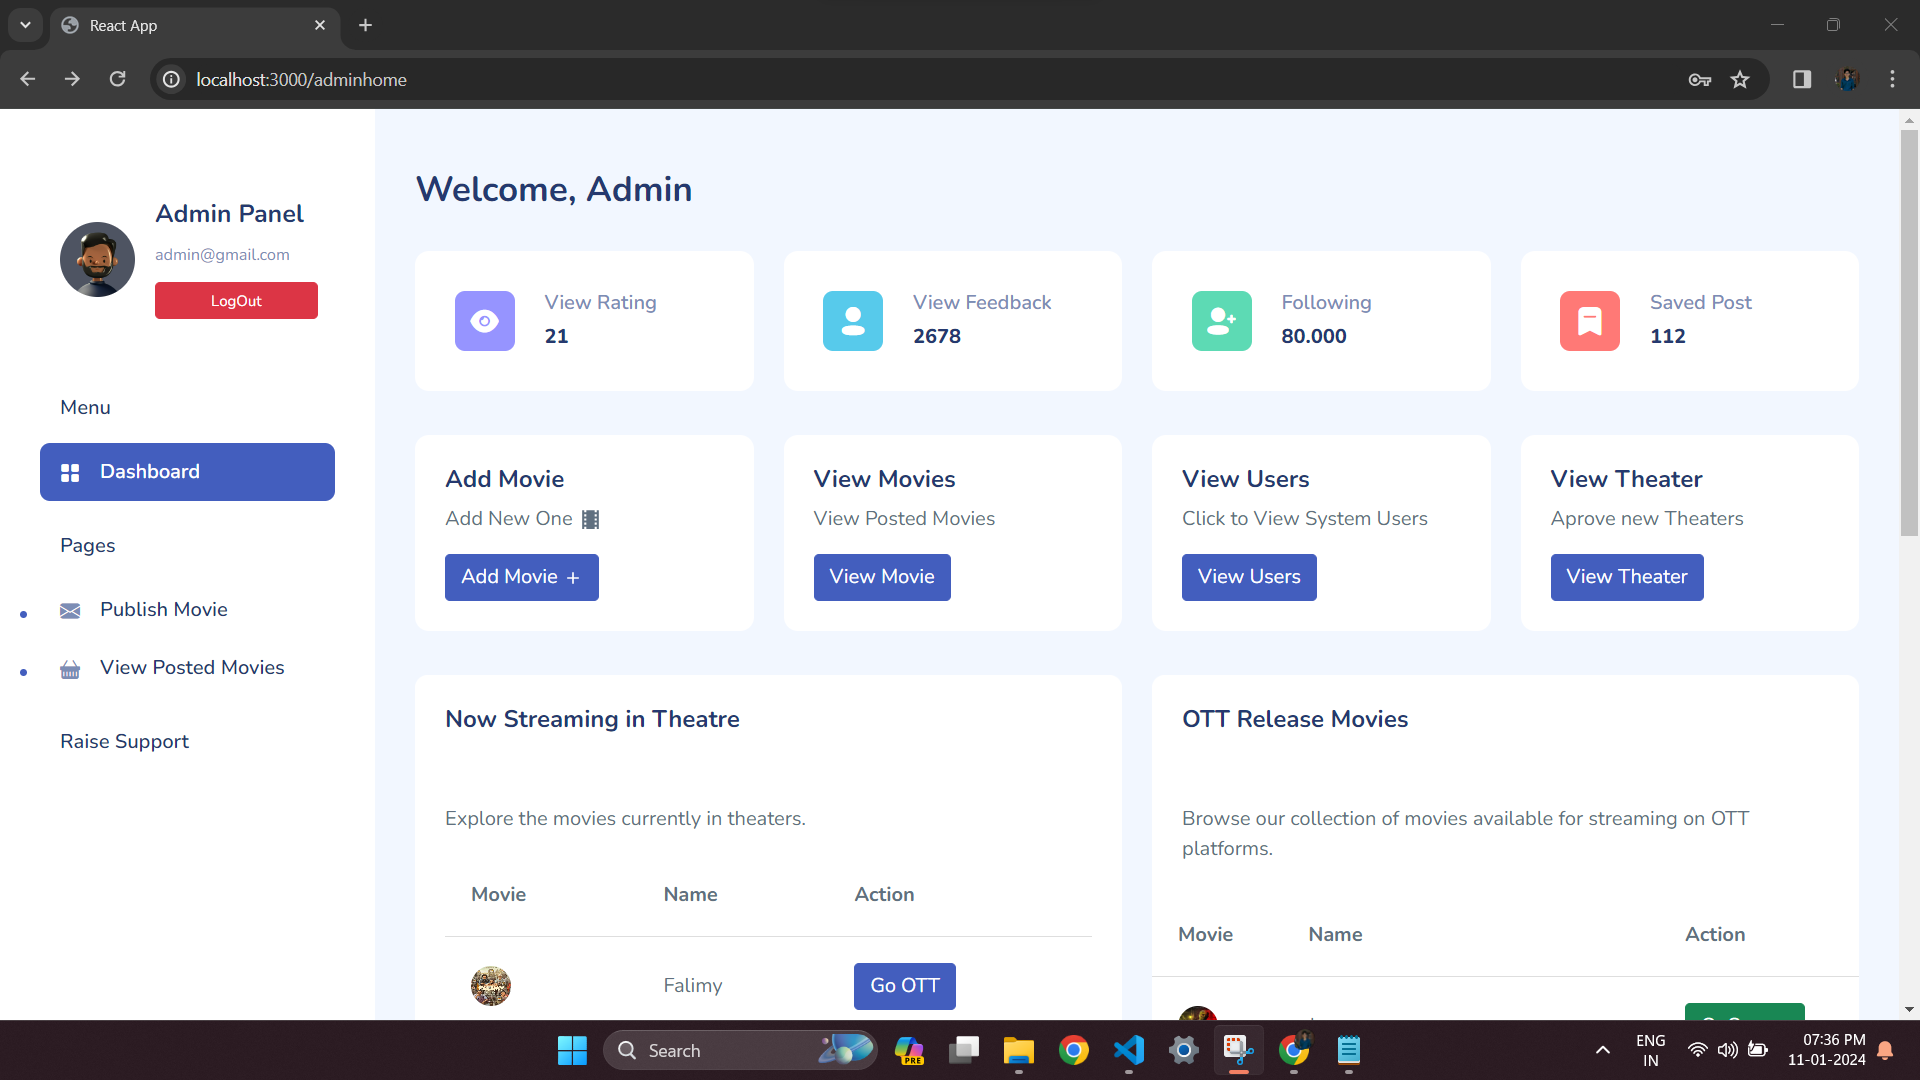 React App
localhost:3000/adminhome
Admin Panel
admin@gmail.com
LogOut
Menu
Dashboard
Pages
Publish Movie
View Posted Movies
Raise Support
Welcome, Admin
View Rating
21
View Feedback
2678
Following
80.000
Saved Post
112
Add Movie
Add New One
Add Movie +
View Movies
View Posted Movies
View Movie
View Users
Click to View System Users
View Users
View Theater
Aprove new Theaters
View Theater
Now Streaming in Theatre
Explore the movies currently in theaters.
Movie Name Action
Falimy Go OTT
OTT Release Movies
Browse our collection of movies available for streaming on OTT
platforms.
Movie Name Action
Search
PRE
ENG
IN
07:36 PM
11-01-2024